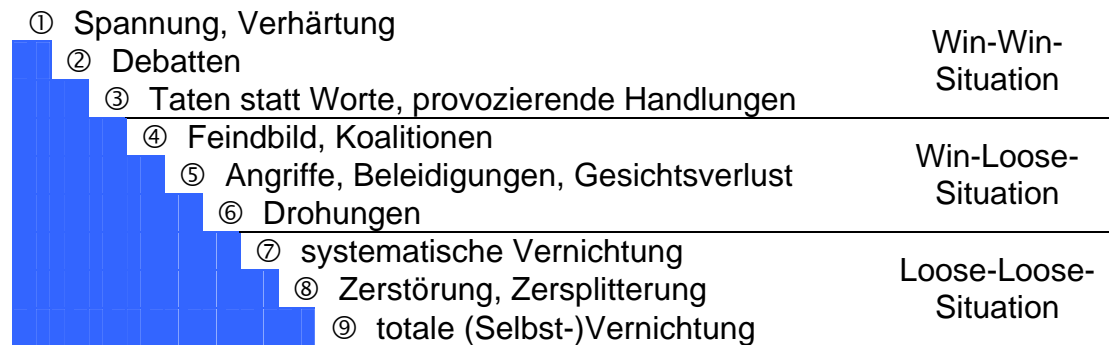 ① Spannung, Verhärtung
② Debatten
③ Taten statt Worte, provozierende Handlungen
Win-Win-
Situation
④ Feindbild, Koalitionen
⑤ Angriffe, Beleidigungen, Gesichtsverlust
⑥ Drohungen
Win-Loose-
Situation
⑦ systematische Vernichtung
⑧ Zerstörung, Zersplitterung
⑨ totale (Selbst-)Vernichtung
Loose-Loose-
Situation